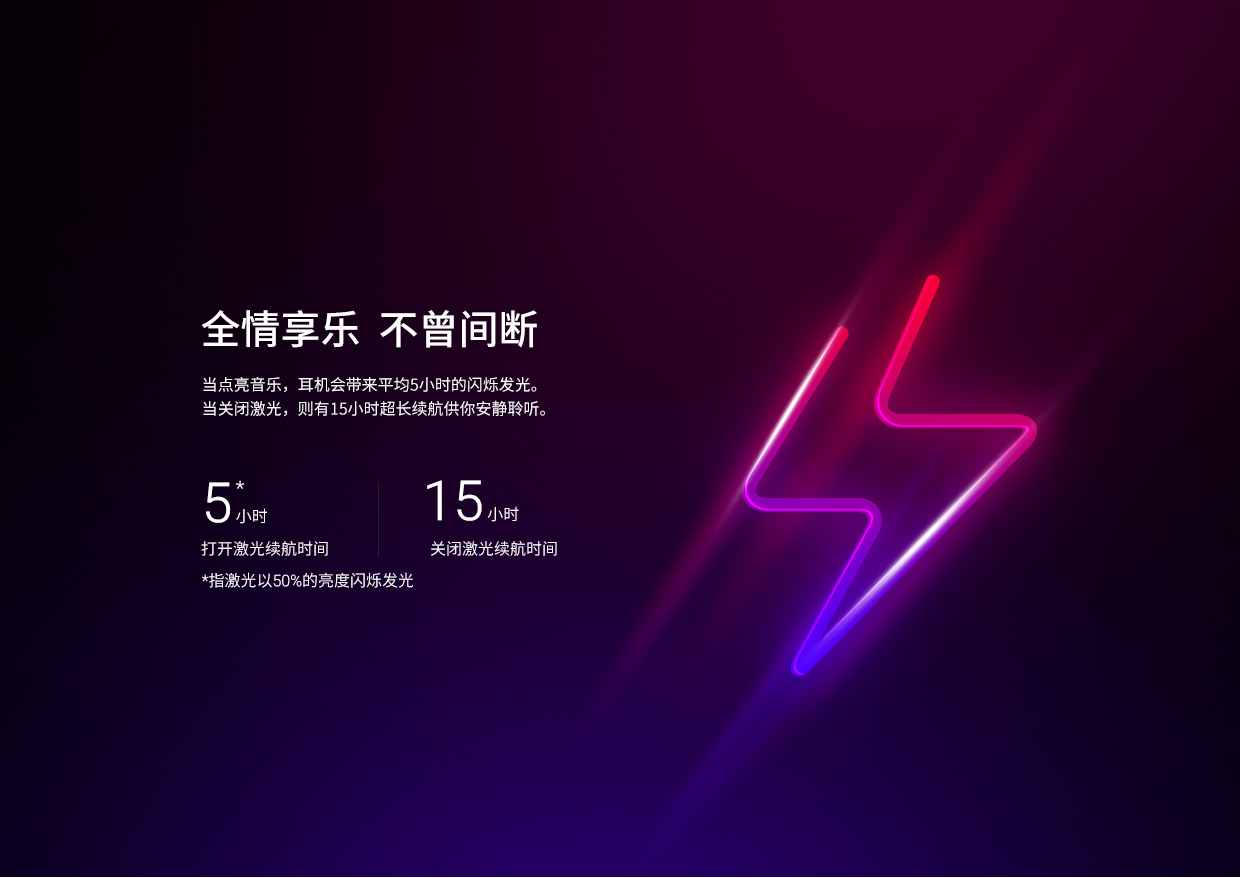 全情享乐 不曾间断
当点亮音乐，耳机会带来平均5小时的闪烁发光。
当关闭激光，则有15小时超长续航供你安静聆听。
5*小时
打开激光续航时间
15小时
关闭激光续航时间
*指激光以50%的亮度闪烁发光